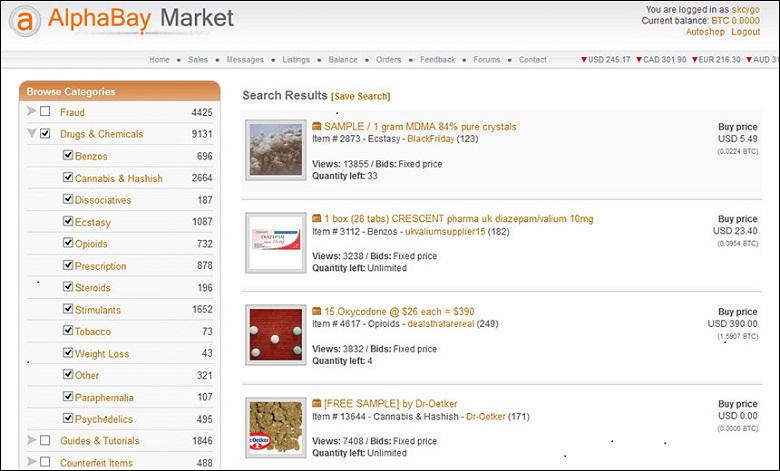 AlphaBay Market
You are logged in as skcygo
Current balance: BTC 0.0000
Autoshop Logout
Home Sales Messages Listings Balance Orders Feedback Forums Contact
▼USD 245.17 ▼CAD 301.90 ▼EUR 216.30 ▼AUD 31
Browse Categories
Fraud 4425
Drugs & Chemicals 9131
Benzos 696
Cannabis & Hashish 2664
Dissociatives 187
Ecstasy 1087
Opioids 732
Prescription 878
Steroids 196
Stimulants 1652
Tobacco 73
Weight Loss 43
Other 321
Paraphernalia 107
Psychedelics 495
Guides & Tutorials 1846
Counterfeit Items 488
Search Results [Save Search]
SAMPLE / 1 gram MDMA 84% pure crystals
Item # 2873 - Ecstasy - BlackFriday (123)
Views: 13855 / Bids: Fixed price
Quantity left: 33
Buy price
USD 5.49
(0.0224 BTC)
1 box (28 tabs) CRESCENT pharma uk diazepam/valium 10mg
Item # 3112 - Benzos - ukvaliumsupplier15 (182)
Views: 3238 / Bids: Fixed price
Quantity left: Unlimited
Buy price
USD 23.40
(0.0954 BTC)
DIAZEPAM
15 Oxycodone @ $26 each = $390
Item # 4617 - Opioids - dealsthatarereal (249)
Views: 3832 / Bids: Fixed price
Quantity left: 4
Buy price
USD 390.00
(1.5907 BTC)
[FREE SAMPLE] by Dr-Oetker
Item # 13644 - Cannabis & Hashish - Dr-Oetker (171)
Views: 7408 / Bids: Fixed price
Quantity left: Unlimited
Buy price
USD 0.00
(0.0000 BTC)
Oetker